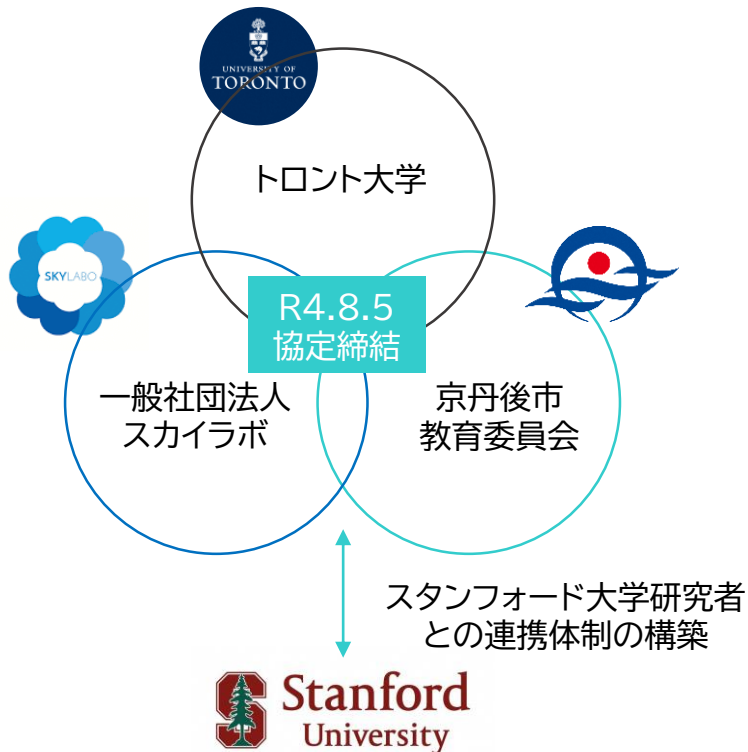 UNIVERSITY OF
TORONTO
トロント大学
SKYLABO
R4.8.5
協定締結
一般社団法人
スカイラボ
京丹後市
教育委員会
スタンフォード大学研究者
との連携体制の構築
S
Stanford
University